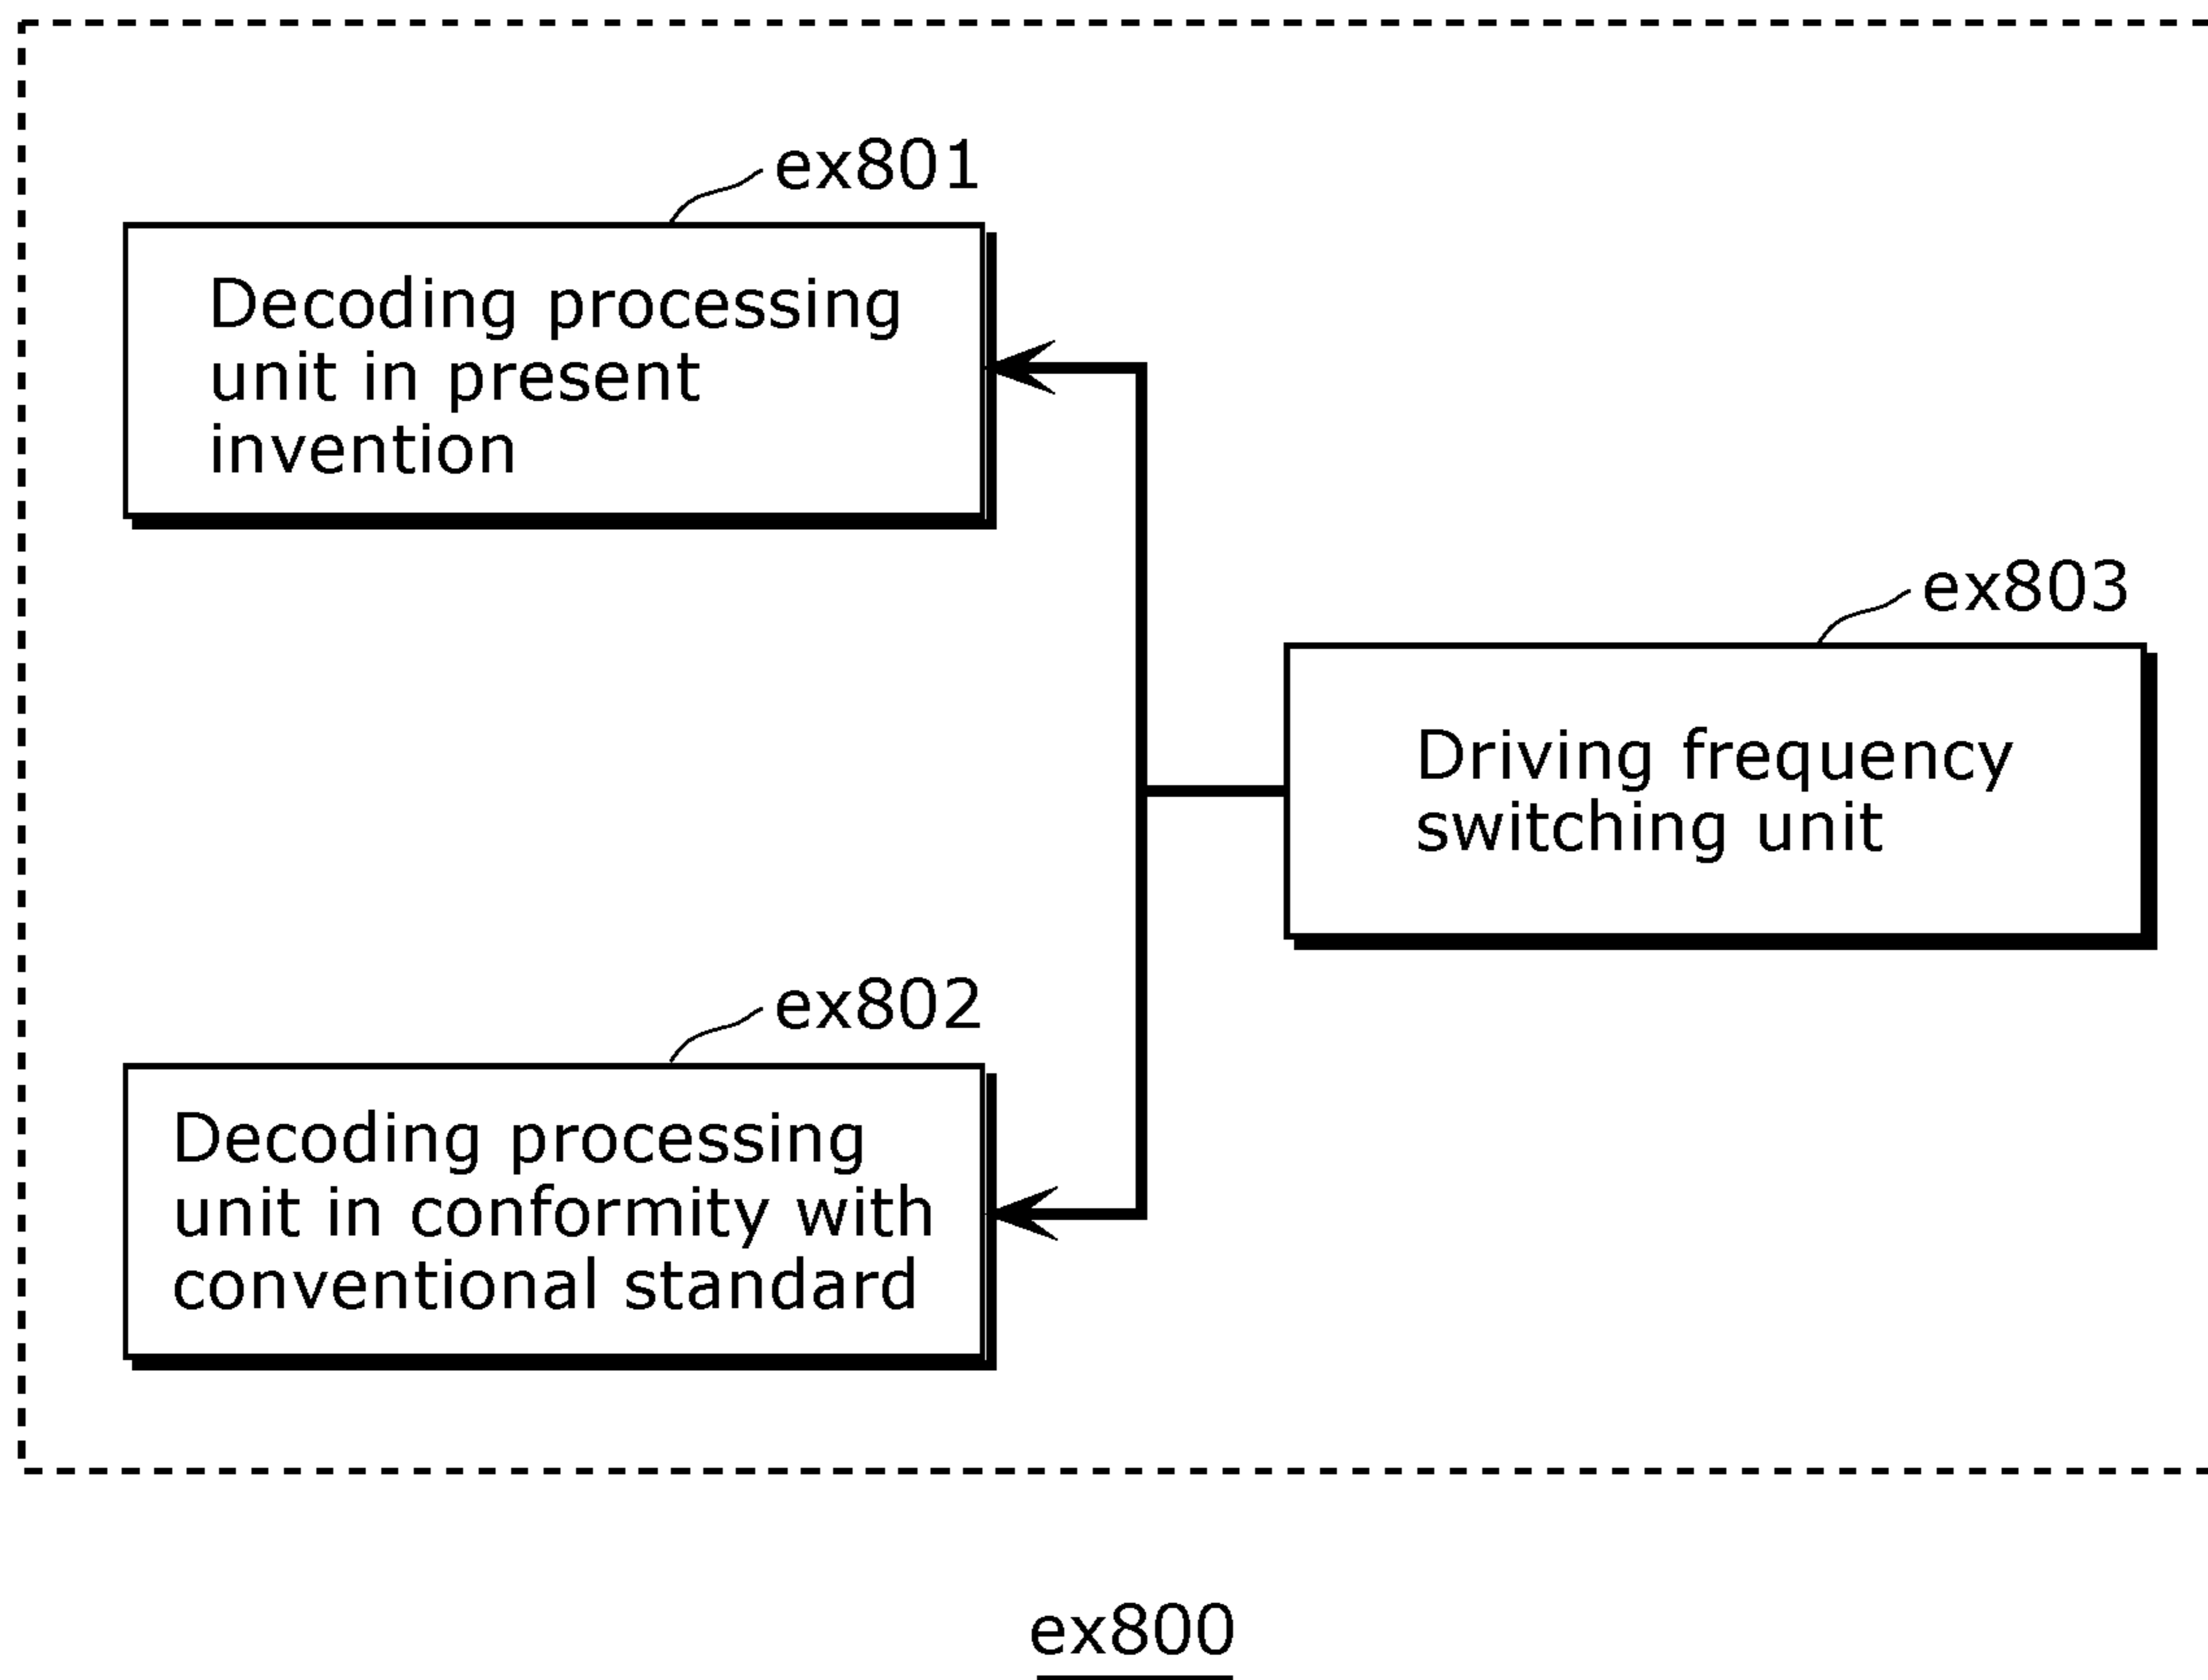 ex801
Decoding processing
unit in present
invention
ex803
Driving frequency
switching unit
ex802
Decoding processing
unit in conformity with
conventional standard
ex800